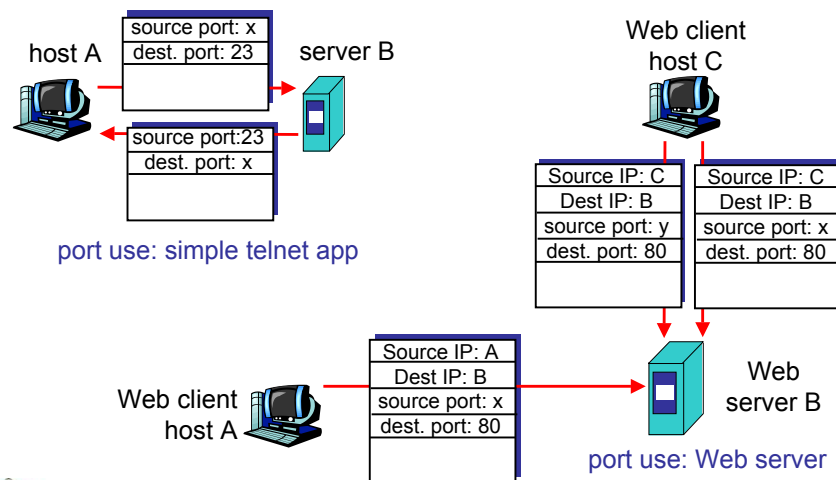 host A
source port: x
dest. port: 23
server B
source port:23
dest. port: x
port use: simple telnet app
Web client
host C
Source IP: C
Dest IP: B
source port: y
dest. port: 80
Source IP: C
Dest IP: B
source port: x
dest. port: 80
Web client
host A
Source IP: A
Dest IP: B
source port: x
dest. port: 80
Web
server B
port use: Web server